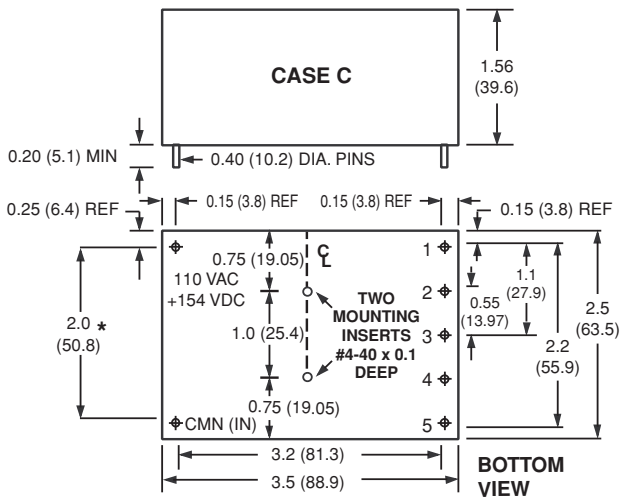 CASE C
1.56
(39.6)
0.20 (5.1) MIN
0.40 (10.2) DIA. PINS
0.25 (6.4) REF
0.15 (3.8) REF
0.15 (3.8) REF
0.15 (3.8) REF
0.75 (19.05)
CL
1
110 VAC
+154 VDC
TWO
MOUNTING
INSERTS
#4-40 x 0.1
DEEP
2
1.1
(27.9)
0.55
(13.97)
2.5
(63.5)
2.0 *
(50.8)
1.0 (25.4)
3
2.2
(55.9)
4
0.75 (19.05)
CMN (IN)
5
3.2 (81.3)
3.5 (88.9)
BOTTOM
VIEW